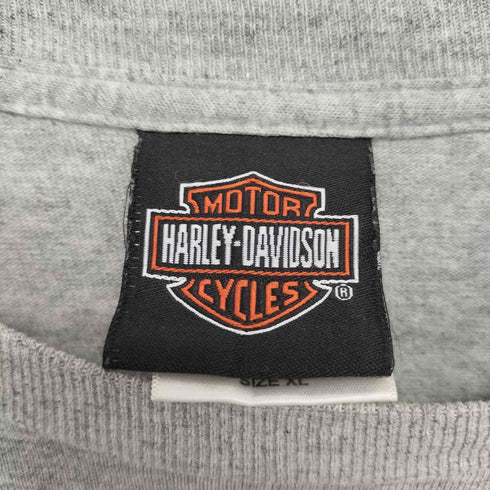 MOTOR
HARLEY-DAVIDSON
CYCLES
®
SIZE XL